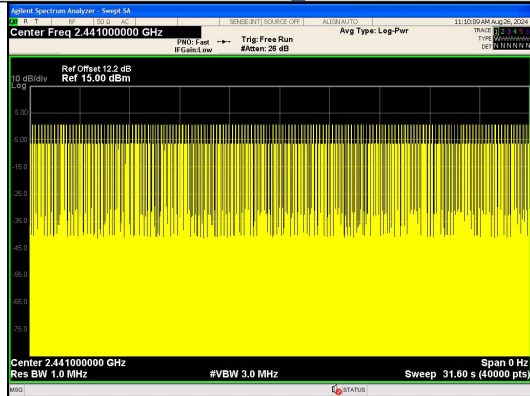 Agilent Spectrum Analyzer - Swept SA
R T RF 50 Ω AC SENSE:INT SOURCE OFF ALIGN AUTO 11:10:09 AM Aug 26, 2024
Center Freq 2.441000000 GHz
PNO: Fast
IFGain:Low
Trig: Free Run
#Atten: 26 dB
Avg Type: Log-Pwr
TRACE 1 2 3 4 5 6
TYPE
DET N N N N N N
Ref Offset 12.2 dB
10 dB/div Ref 15.00 dBm
Log
5.00
-5.00
-15.0
-25.0
-35.0
-45.0
-55.0
-65.0
-75.0
Center 2.441000000 GHz Span 0 Hz
Res BW 1.0 MHz #VBW 3.0 MHz Sweep 31.60 s (40000 pts)
MSG STATUS